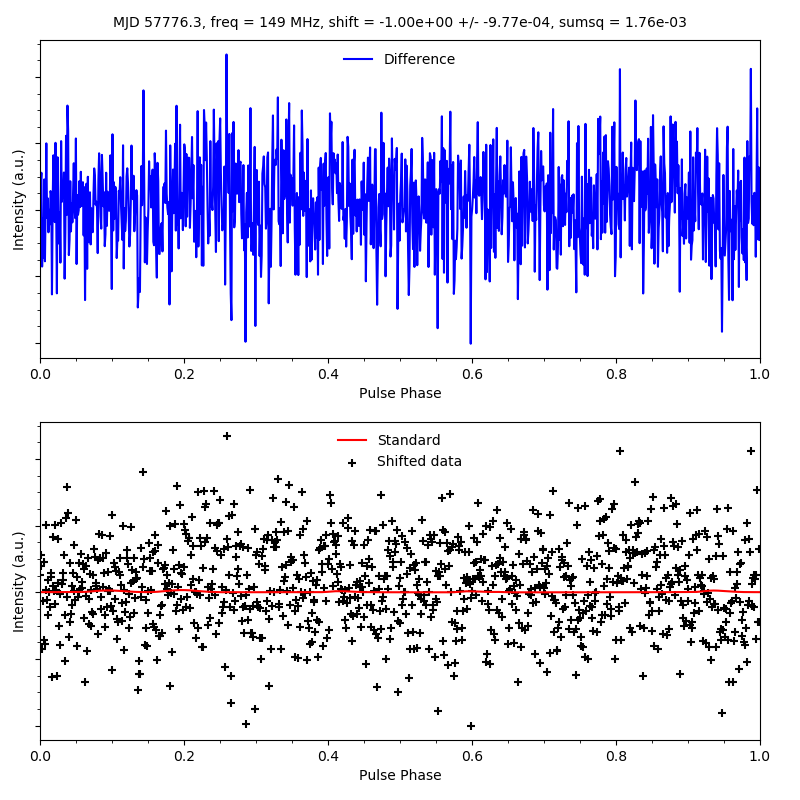 MJD 57776.3, freq = 149 MHz, shift = -1.00e+00 +/- -9.77e-04, sumsq = 1.76e-03
Difference
Intensity (a.u.)
0.0 0.2 0.4 0.6 0.8 1.0
Pulse Phase
Standard
Shifted data
Intensity (a.u.)
0.0 0.2 0.4 0.6 0.8 1.0
Pulse Phase